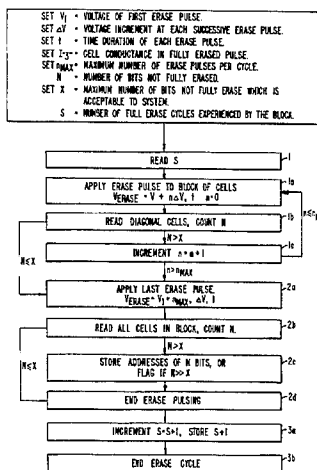 SET V₁ = VOLTAGE OF FIRST ERASE PULSE.
SET ΔV = VOLTAGE INCREMENT AT EACH SUCCESSIVE ERASE PULSE.
SET t = TIME DURATION OF EACH ERASE PULSE.
SET I"3" = CELL CONDUCTANCE IN FULLY ERASED PULSE.
SET nMAX = MAXIMUM NUMBER OF ERASE PULSES PER CYCLE.
N = NUMBER OF BITS NOT FULLY ERASED.
SET X = MAXIMUM NUMBER OF BITS NOT FULLY ERASE WHICH IS
ACCEPTABLE TO SYSTEM.
S = NUMBER OF FULL ERASE CYCLES EXPERIENCED BY THE BLOCK.
READ S
1
APPLY ERASE PULSE TO BLOCK OF CELLS
VERASE = V + nΔV, t n=0
1a
READ DIAGONAL CELLS, COUNT N
1b
N>X
INCREMENT n = n + 1
1c
N≤X
n>nMAX
APPLY LAST ERASE PULSE.
VERASE = V₁ + nMAX, ΔV, t
2a
READ ALL CELLS IN BLOCK, COUNT N.
2b
N>X
STORE ADDRESSES OF N BITS, OR
FLAG IF N>>X
2c
N≤X
END ERASE PULSING
2d
INCREMENT S=S+1, STORE S+1
3a
END ERASE CYCLE
3b